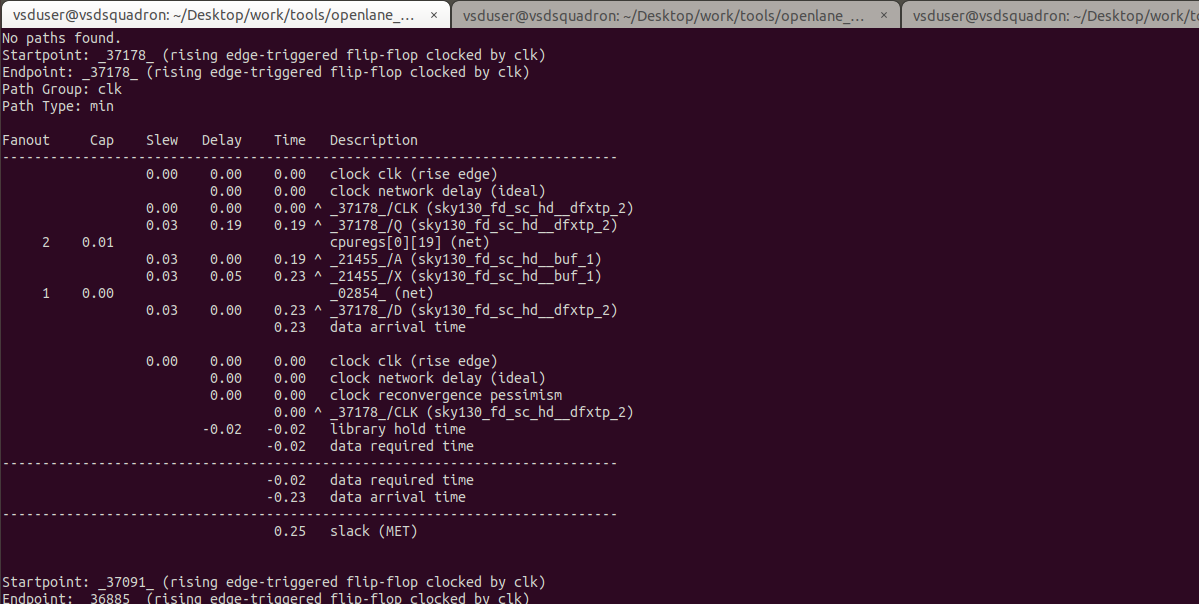 vsduser@vsdsquadron: ~/Desktop/work/tools/openlane_... × vsduser@vsdsquadron: ~/Desktop/work/tools/openlane_... × vsduser@vsdsquadron: ~/Desktop/work/to
No paths found.
Startpoint: _37178_ (rising edge-triggered flip-flop clocked by clk)
Endpoint: _37178_ (rising edge-triggered flip-flop clocked by clk)
Path Group: clk
Path Type: min
Fanout     Cap    Slew   Delay    Time   Description
-----------------------------------------------------------------------------
                  0.00    0.00    0.00   clock clk (rise edge)
                          0.00    0.00   clock network delay (ideal)
                  0.00    0.00    0.00 ^ _37178_/CLK (sky130_fd_sc_hd__dfxtp_2)
                  0.03    0.19    0.19 ^ _37178_/Q (sky130_fd_sc_hd__dfxtp_2)
     2    0.01                           cpuregs[0][19] (net)
                  0.03    0.00    0.19 ^ _21455_/A (sky130_fd_sc_hd__buf_1)
                  0.03    0.05    0.23 ^ _21455_/X (sky130_fd_sc_hd__buf_1)
     1    0.00                           _02854_ (net)
                  0.03    0.00    0.23 ^ _37178_/D (sky130_fd_sc_hd__dfxtp_2)
                                  0.23   data arrival time
                  0.00    0.00    0.00   clock clk (rise edge)
                          0.00    0.00   clock network delay (ideal)
                          0.00    0.00   clock reconvergence pessimism
                                  0.00 ^ _37178_/CLK (sky130_fd_sc_hd__dfxtp_2)
                         -0.02   -0.02   library hold time
                                 -0.02   data required time
-----------------------------------------------------------------------------
                                 -0.02   data required time
                                 -0.23   data arrival time
-----------------------------------------------------------------------------
                                  0.25   slack (MET)
Startpoint: _37091_ (rising edge-triggered flip-flop clocked by clk)
Endpoint: _36885_ (rising edge-triggered flip-flop clocked by clk)